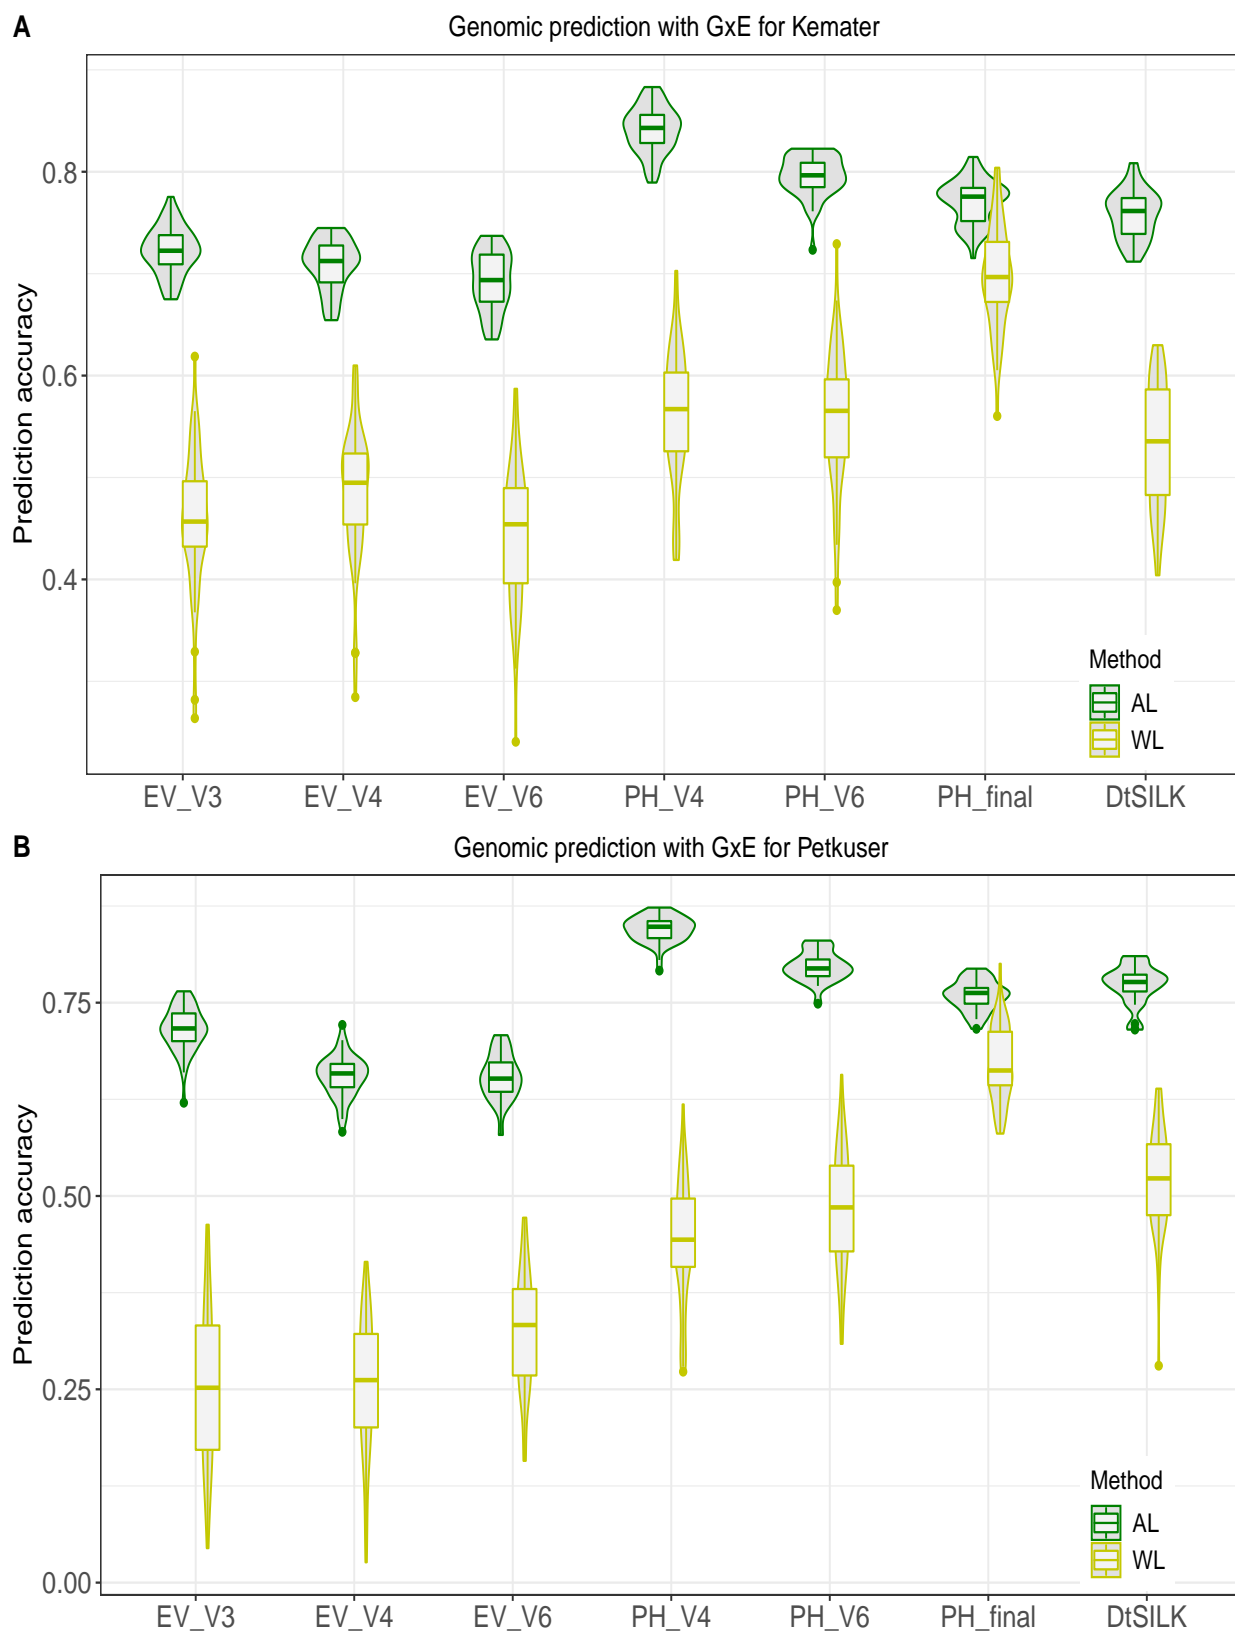 A
Genomic prediction with GxE for Kemater
Prediction accuracy
0.8
0.6
0.4
Method
AL
WL
EV_V3 EV_V4 EV_V6 PH_V4 PH_V6 PH_final DtSILK
B
Genomic prediction with GxE for Petkuser
Prediction accuracy
0.75
0.50
0.25
0.00
Method
AL
WL
EV_V3 EV_V4 EV_V6 PH_V4 PH_V6 PH_final DtSILK